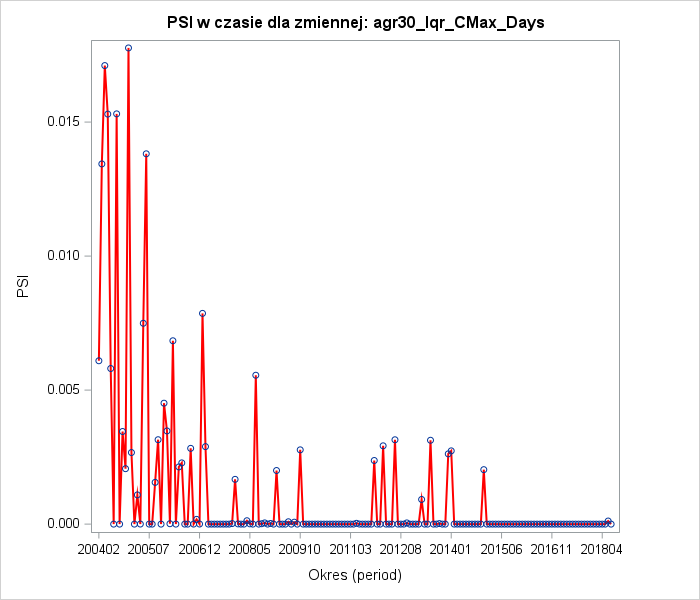 PSI w czasie dla zmiennej: agr30_Iqr_CMax_Days
0.015
0.010
0.005
0.000
PSI
200402 200507 200612 200805 200910 201103 201208 201401 201506 201611 201804
Okres (period)